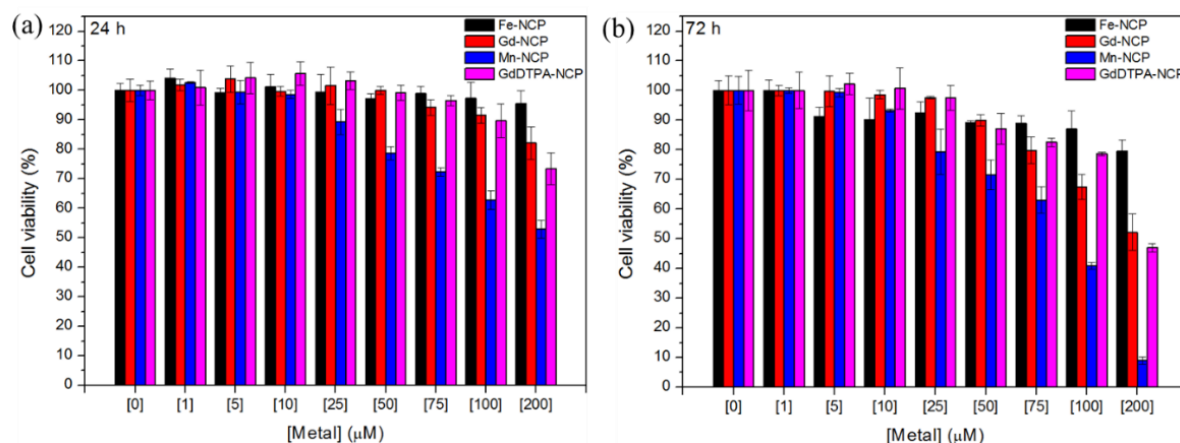 (a)
24 h
Fe-NCP
Gd-NCP
Mn-NCP
GdDTPA-NCP
120
110
100
90
80
70
60
50
40
30
20
10
0
Cell viability (%)
[0] [1] [5] [10] [25] [50] [75] [100] [200]
[Metal] (μM)
(b)
72 h
Fe-NCP
Gd-NCP
Mn-NCP
GdDTPA-NCP
120
110
100
90
80
70
60
50
40
30
20
10
0
Cell viability (%)
[0] [1] [5] [10] [25] [50] [75] [100] [200]
[Metal] (μM)